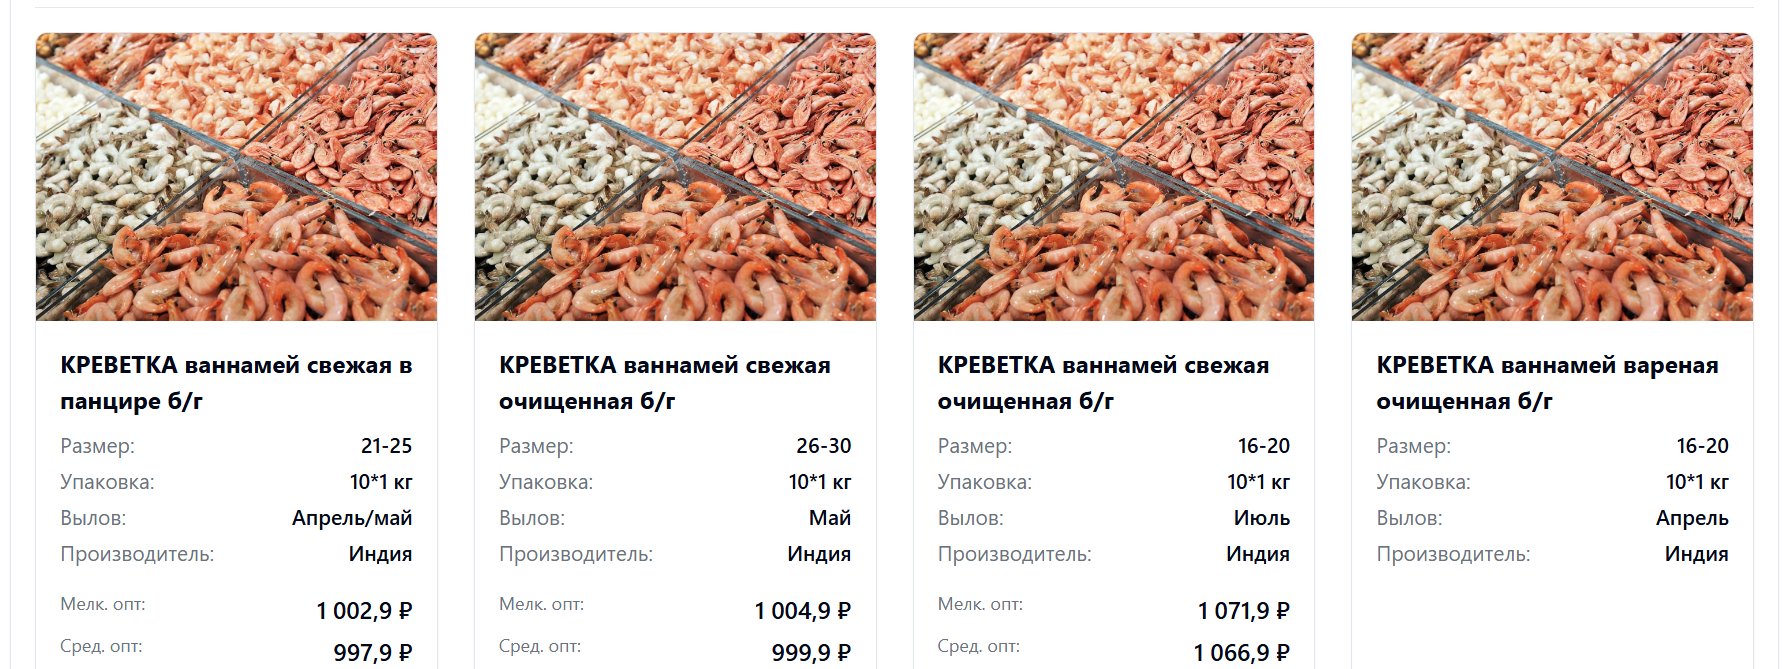 КРЕВЕТКА ваннамей свежая в
панцире б/г
Размер: 21-25
Упаковка: 10*1 кг
Вылов: Апрель/май
Производитель: Индия
Мелк. опт: 1 002,9 ₽
Сред. опт: 997,9 ₽
КРЕВЕТКА ваннамей свежая
очищенная б/г
Размер: 26-30
Упаковка: 10*1 кг
Вылов: Май
Производитель: Индия
Мелк. опт: 1 004,9 ₽
Сред. опт: 999,9 ₽
КРЕВЕТКА ваннамей свежая
очищенная б/г
Размер: 16-20
Упаковка: 10*1 кг
Вылов: Июль
Производитель: Индия
Мелк. опт: 1 071,9 ₽
Сред. опт: 1 066,9 ₽
КРЕВЕТКА ваннамей вареная
очищенная б/г
Размер: 16-20
Упаковка: 10*1 кг
Вылов: Апрель
Производитель: Индия